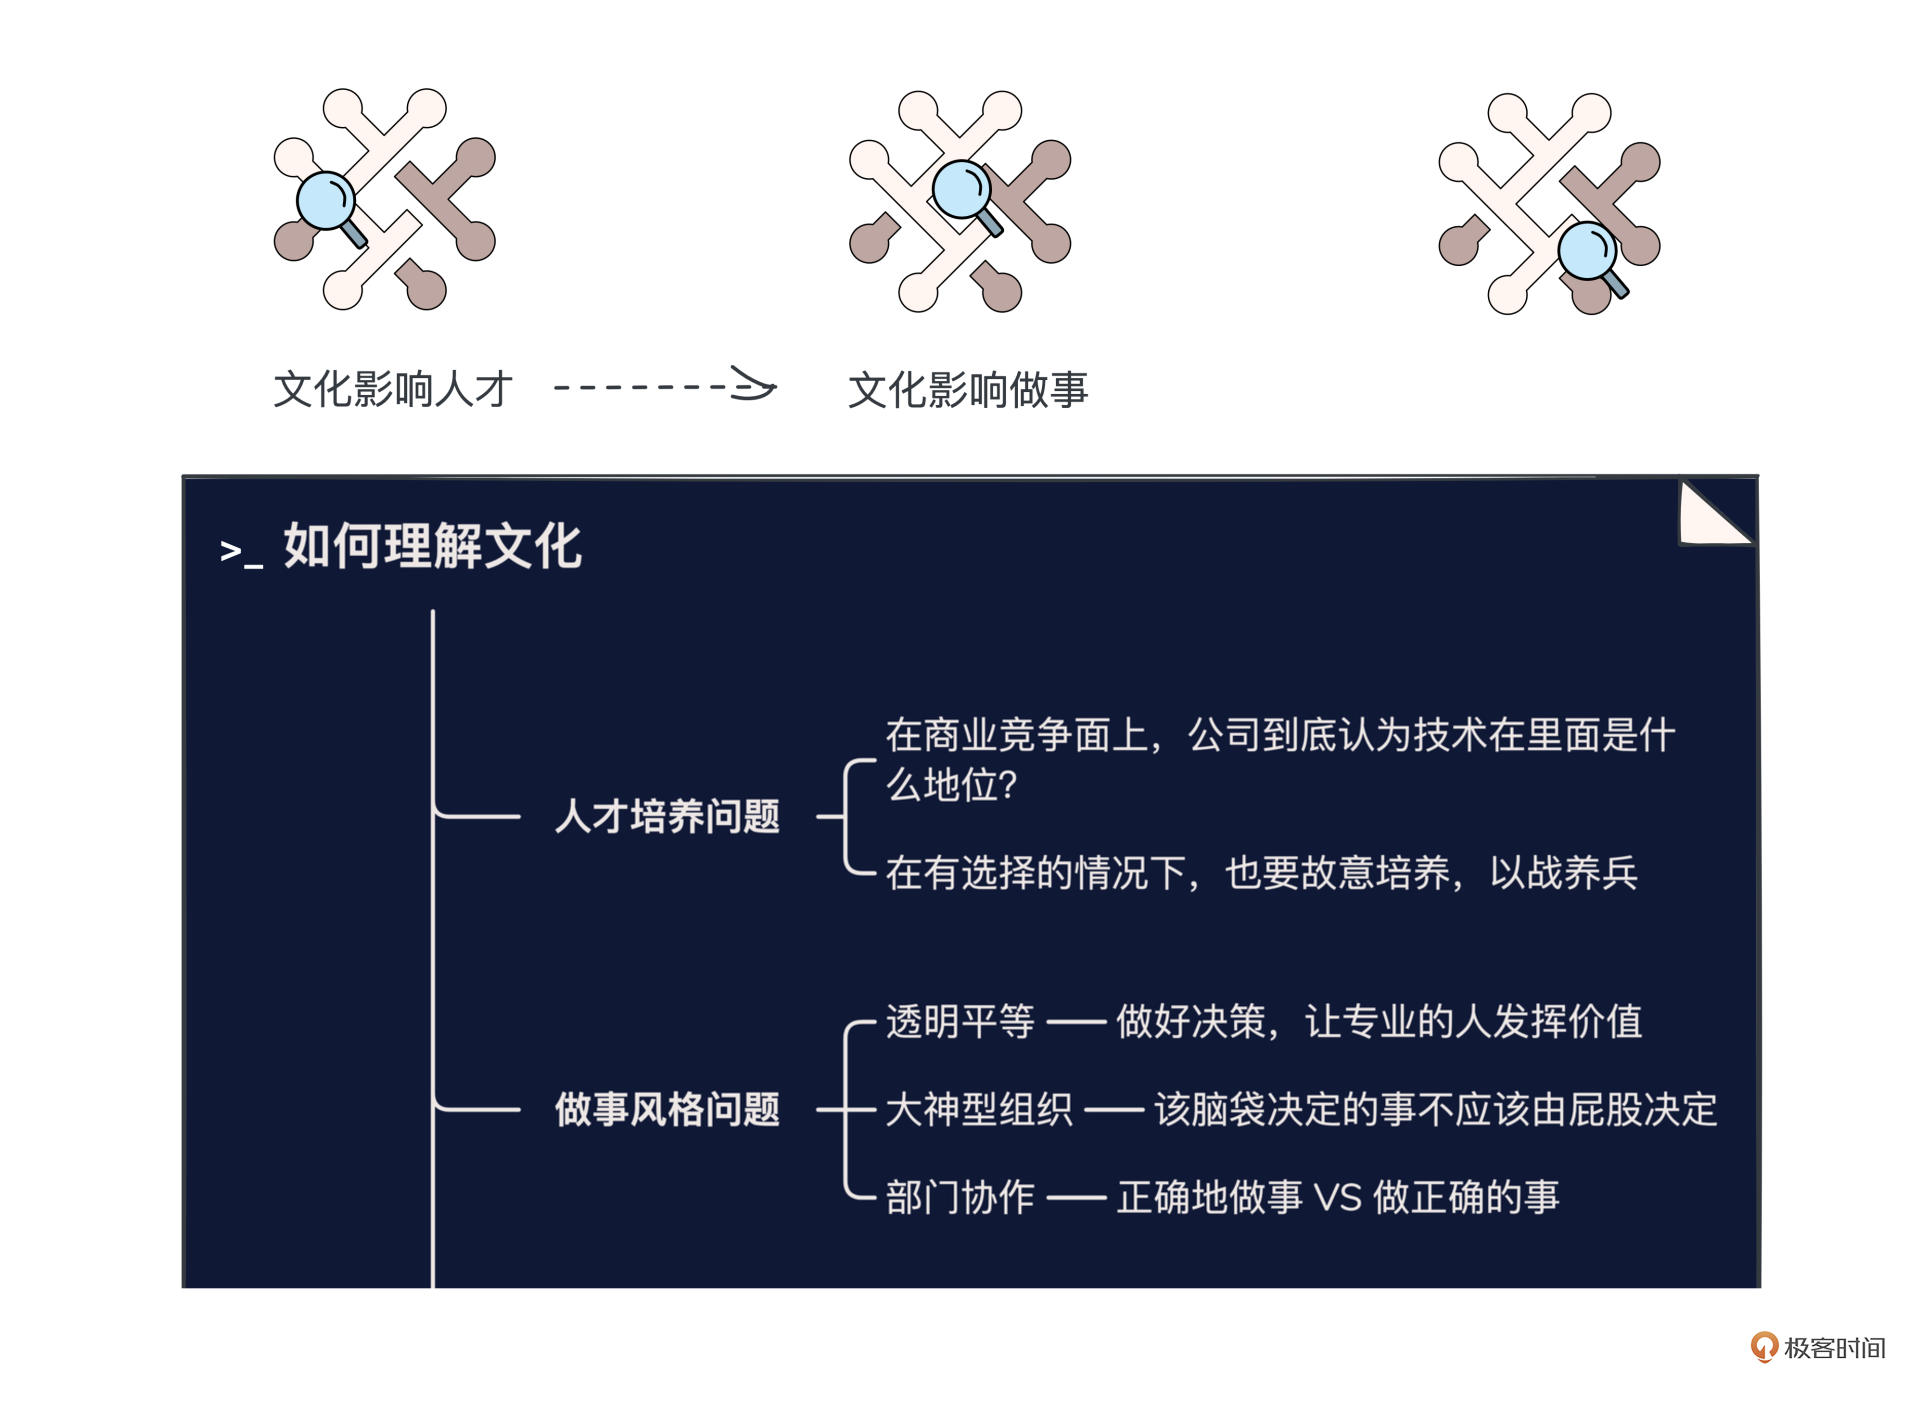 文化影响人才
文化影响做事
>_ 如何理解文化
在商业竞争面上，公司到底认为技术在里面是什
么地位？
人才培养问题
在有选择的情况下，也要故意培养，以战养兵
透明平等
做好决策，让专业的人发挥价值
做事风格问题
大神型组织
该脑袋决定的事不应该由屁股决定
部门协作
正确地做事 VS 做正确的事
极客时间